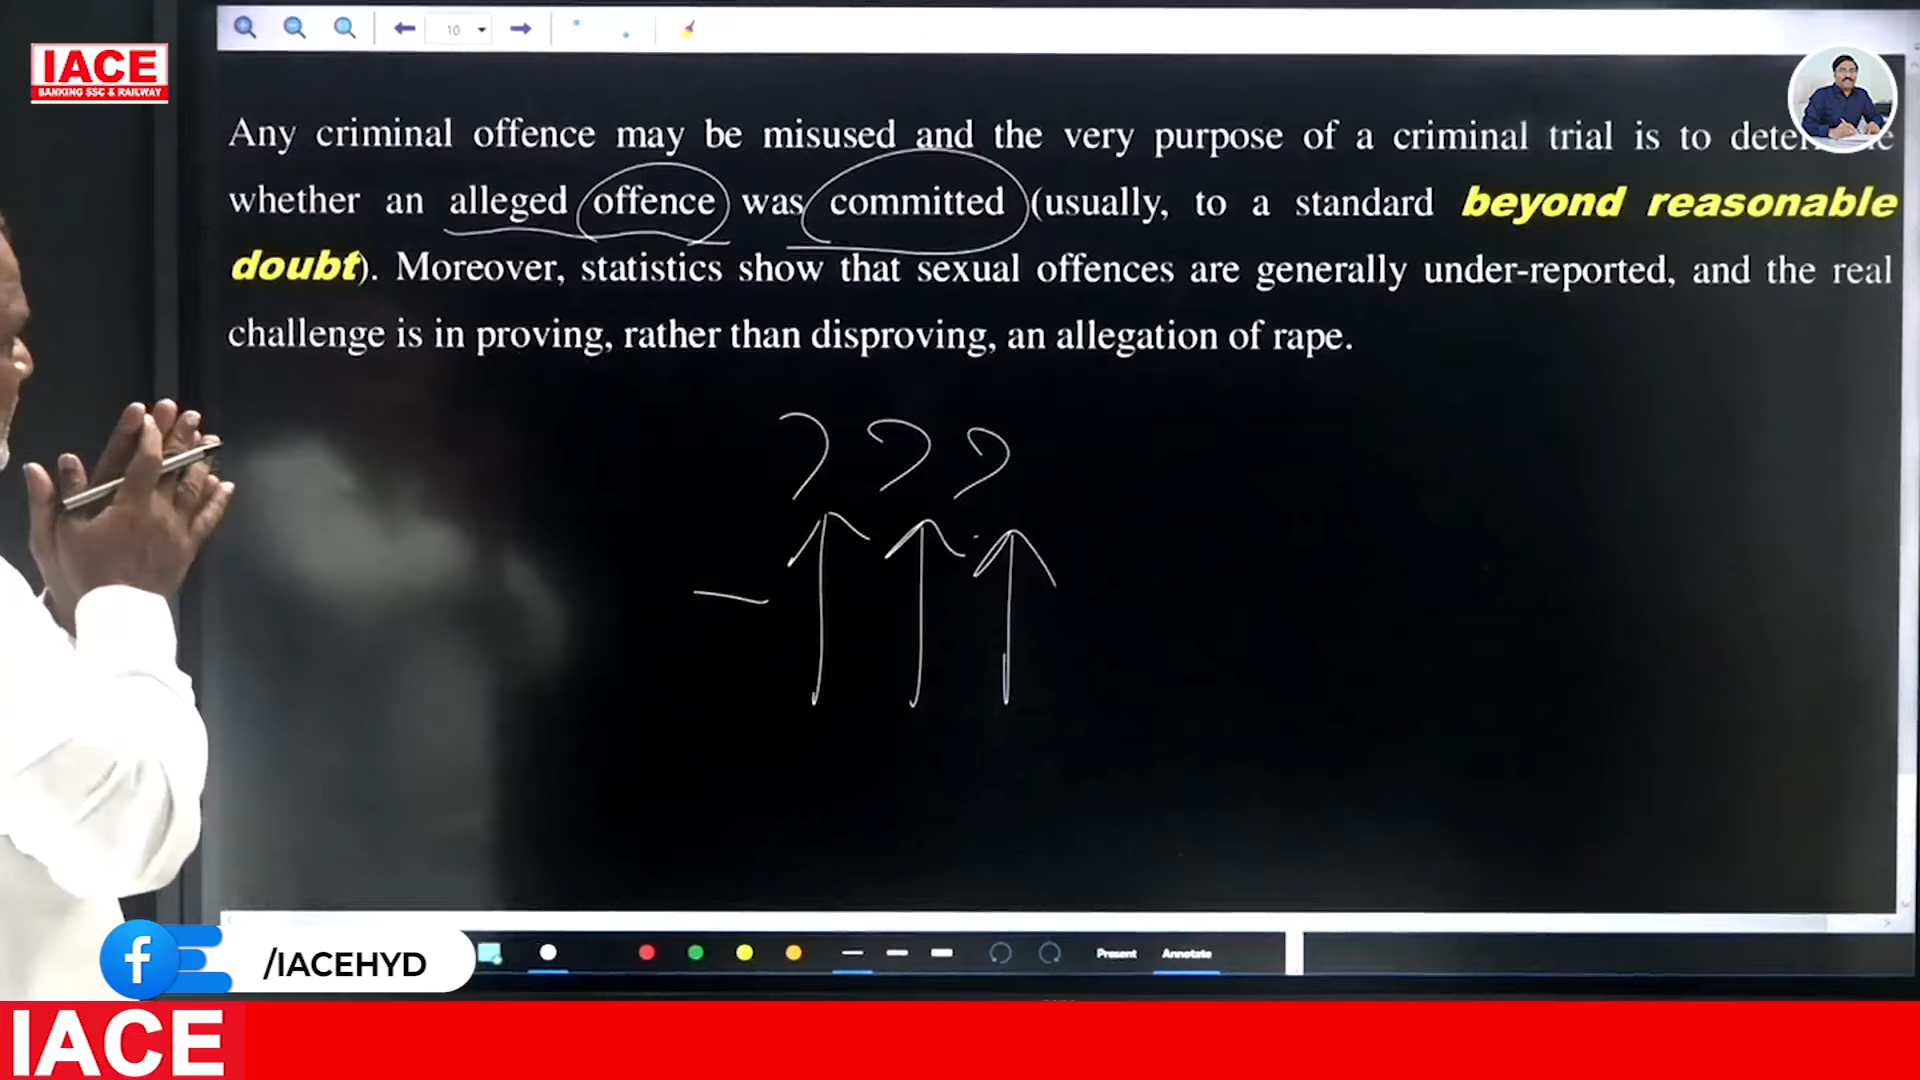 IACE
BANKING SSC & RAILWAY
10
Any criminal offence may be misused and the very purpose of a criminal trial is to
whether an alleged offence was committed (usually, to a standard beyond reasonable
doubt). Moreover, statistics show that sexual offences are generally under-reported, and the real
challenge is in proving, rather than disproving, an allegation of rape.
???
/IACEHYD
Present
Annotate
IACE